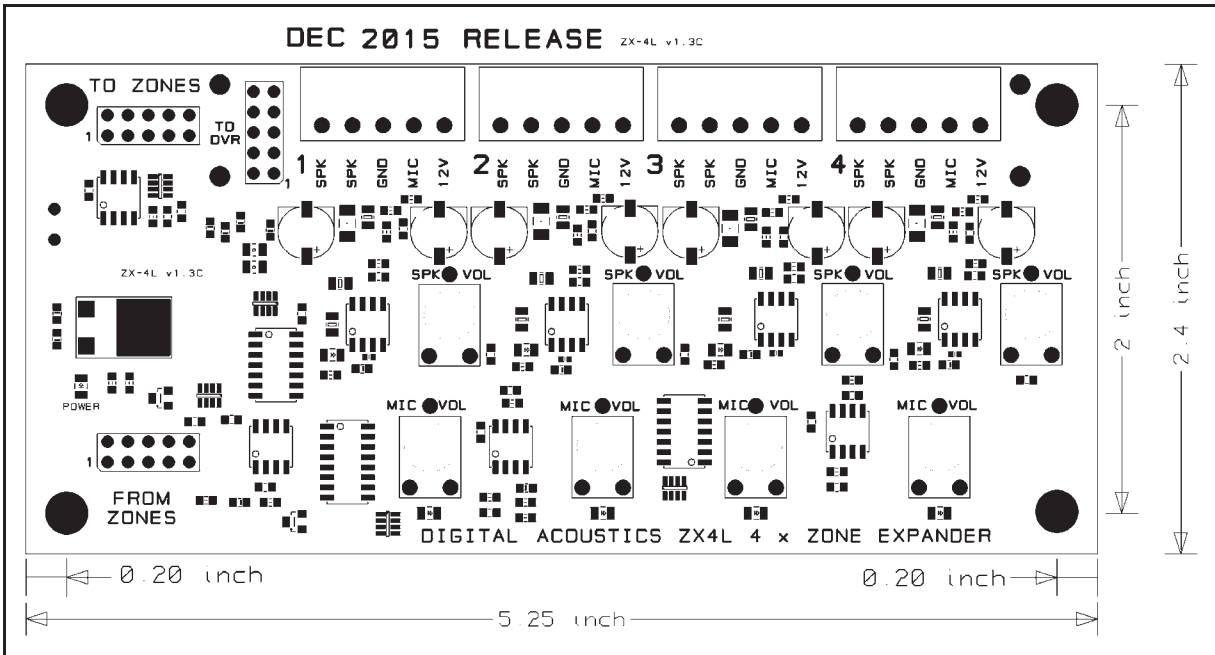 DEC 2015 RELEASE ZX-4L v1.3C
TO ZONES
1
TO
DVR
1
1 SPK SPK GND MIC 12V
2 SPK SPK GND MIC 12V
3 SPK SPK GND MIC 12V
4 SPK SPK GND MIC 12V
ZX-4L v1.3C
SPK VOL
SPK VOL
SPK VOL
SPK VOL
POWER
MIC VOL
MIC VOL
MIC VOL
MIC VOL
1
FROM
ZONES
DIGITAL ACOUSTICS ZX4L 4 x ZONE EXPANDER
2 inch
2.4 inch
0.20 inch
0.20 inch
5.25 inch